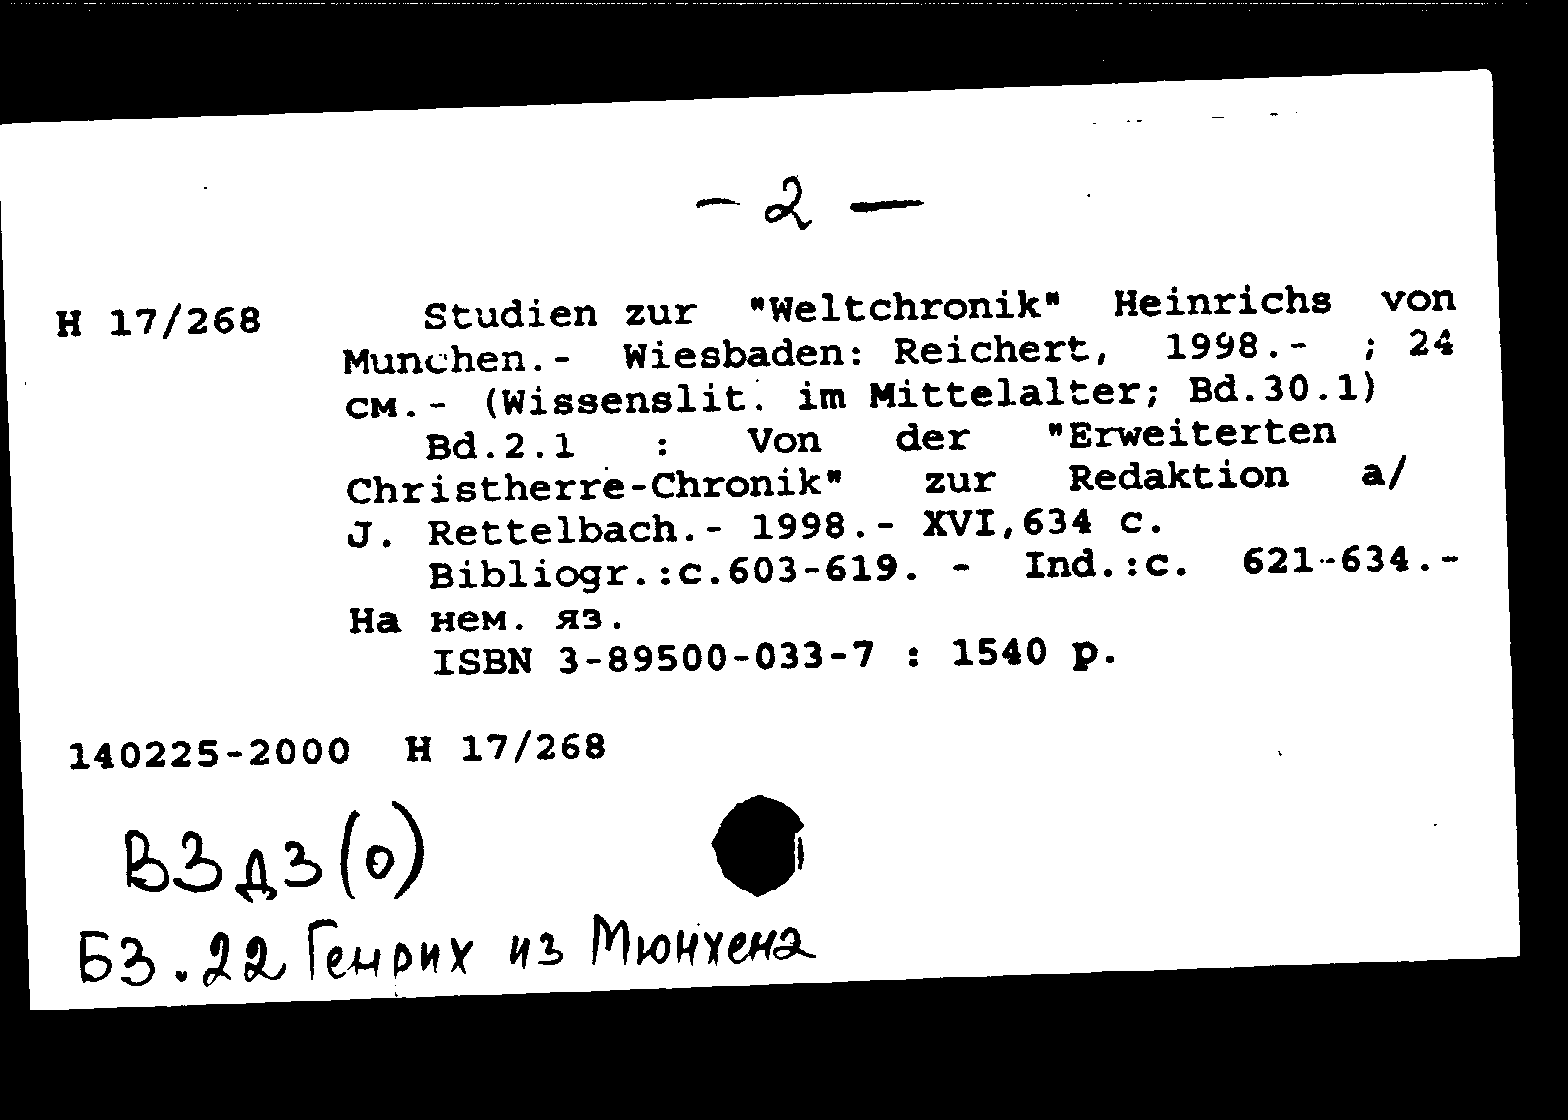 — 2 —
Н 17/268 Studien zur "Weltchronik" Heinrichs von
Munchen.- Wiesbaden: Reichert, 1998.- ; 24
см.- (Wissenslit. im Mittelalter; Bd.30.1)
Bd.2.1 : Von der "Erweiterten
Christherre-Chronik" zur Redaktion a/
J. Rettelbach.- 1998.- XVI,634 с.
Bibliogr.:с.603-619. - Ind.:с. 621-634.-
На нем. яз.
ISBN 3-89500-033-7 : 1540 р.
140225-2000 Н 17/268
В3д3(0)
Б3.22 Генрих из Мюнхена